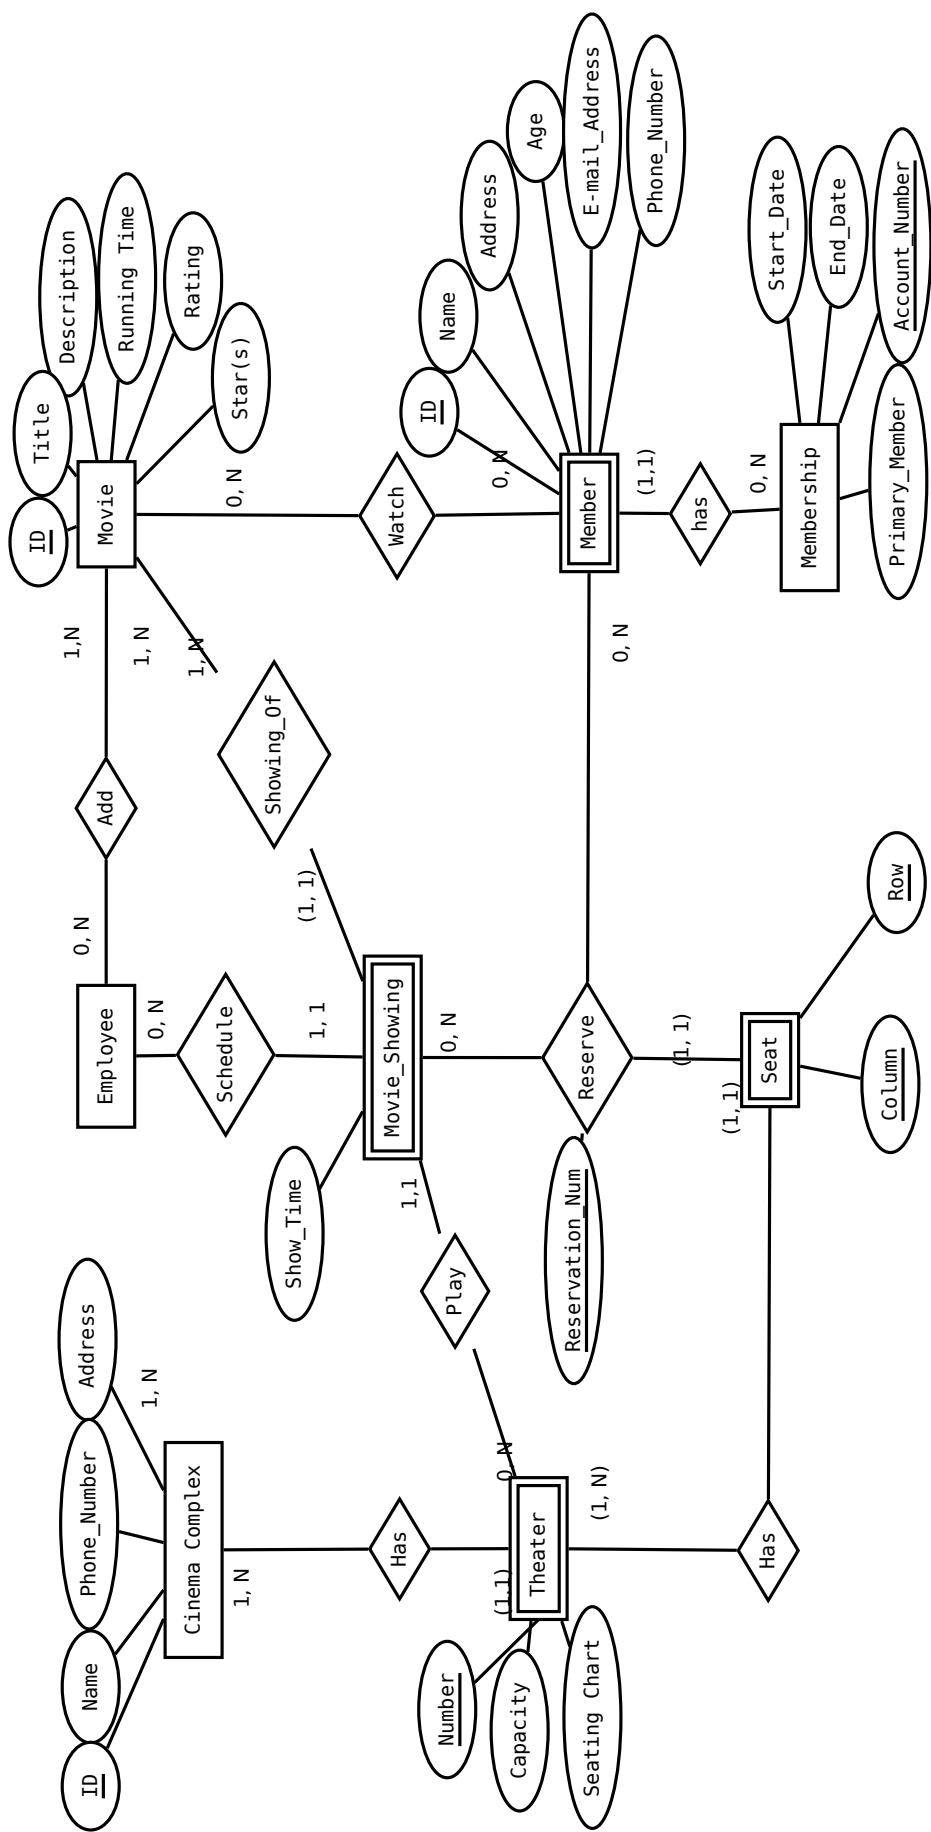 ID
Name
Phone_Number
Address
1, N
Cinema Complex
1, N
Employee
0, N
0, N
Add
1,N
1, N
1, N
ID
Title
Description
Running Time
Rating
Star(s)
Movie
0, N
Schedule
1, 1
Showing_Of
(1, 1)
Show_Time
Movie_Showing
0, N
1,1
Play
0, N
Has
(1,1)
Theater
(1, N)
Number
Capacity
Seating Chart
Watch
0, N
ID
Name
Address
Age
E-mail_Address
Phone_Number
Member
0, N
(1,1)
Reserve
Reservation_Num
(1, 1)
(1, 1)
Has
Seat
Column
Row
has
0, N
Membership
Start_Date
End_Date
Account_Number
Primary_Member